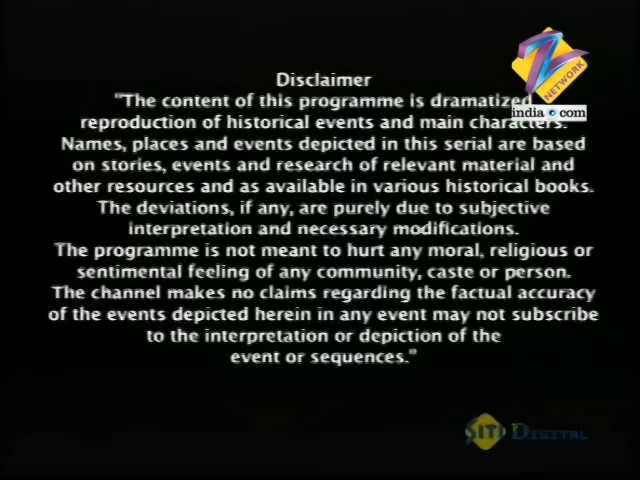 Disclaimer
"The content of this programme is dramatized
reproduction of historical events and main characters.
Names, places and events depicted in this serial are based
on stories, events and research of relevant material and
other resources and as available in various historical books.
The deviations, if any, are purely due to subjective
interpretation and necessary modifications.
The programme is not meant to hurt any moral, religious or
sentimental feeling of any community, caste or person.
The channel makes no claims regarding the factual accuracy
of the events depicted herein in any event may not subscribe
to the interpretation or depiction of the
event or sequences."
Z NETWORK
india.com
SITI DIGITAL